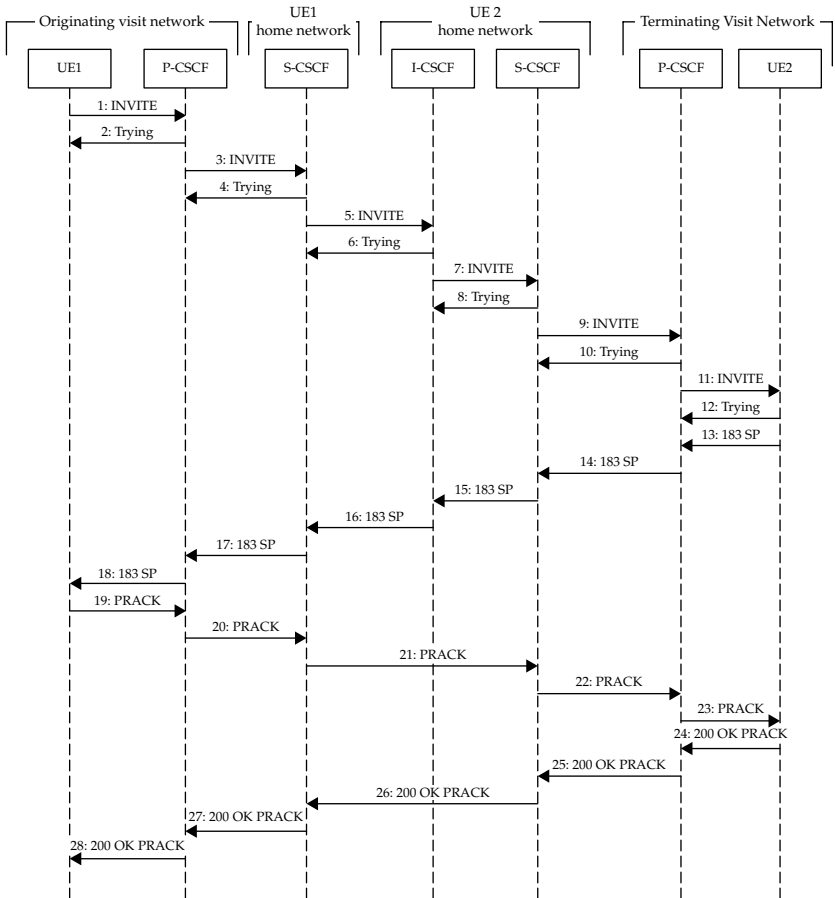 Originating visit network
UE1
home network
UE 2
home network
Terminating Visit Network
UE1
P-CSCF
S-CSCF
I-CSCF
S-CSCF
P-CSCF
UE2
1: INVITE
2: Trying
3: INVITE
4: Trying
5: INVITE
6: Trying
7: INVITE
8: Trying
9: INVITE
10: Trying
11: INVITE
12: Trying
13: 183 SP
14: 183 SP
15: 183 SP
16: 183 SP
17: 183 SP
18: 183 SP
19: PRACK
20: PRACK
21: PRACK
22: PRACK
23: PRACK
24: 200 OK PRACK
25: 200 OK PRACK
26: 200 OK PRACK
27: 200 OK PRACK
28: 200 OK PRACK